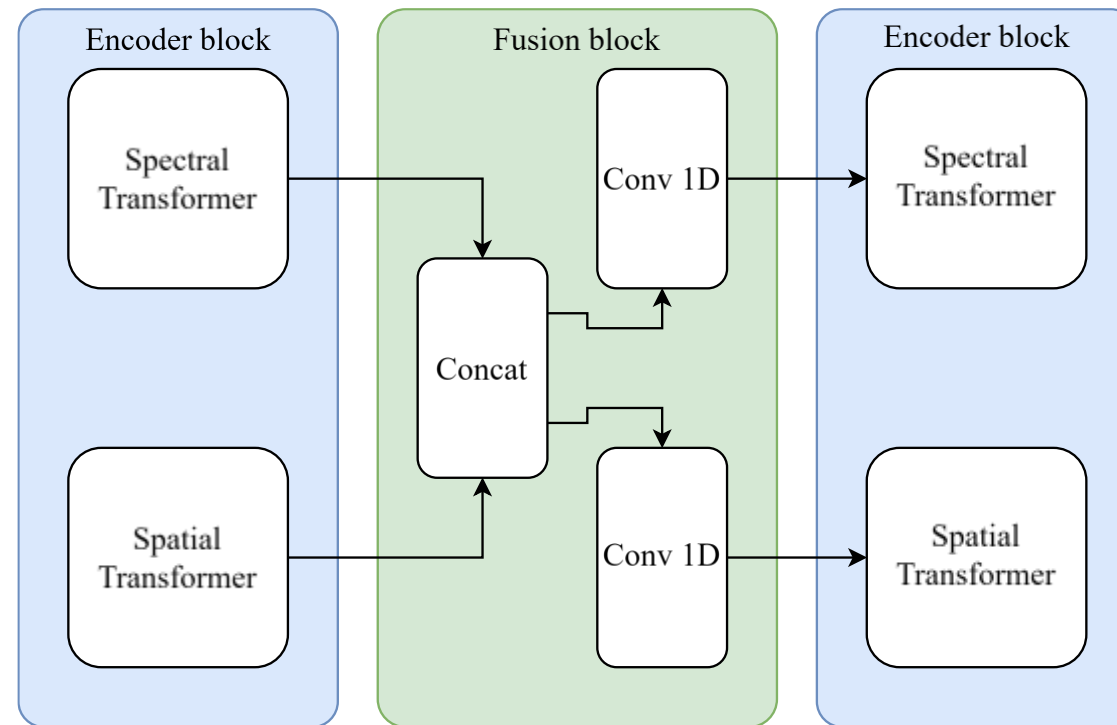 Encoder block
Spectral
Transformer
Spatial
Transformer
Fusion block
Concat
Conv 1D
Conv 1D
Encoder block
Spectral
Transformer
Spatial
Transformer